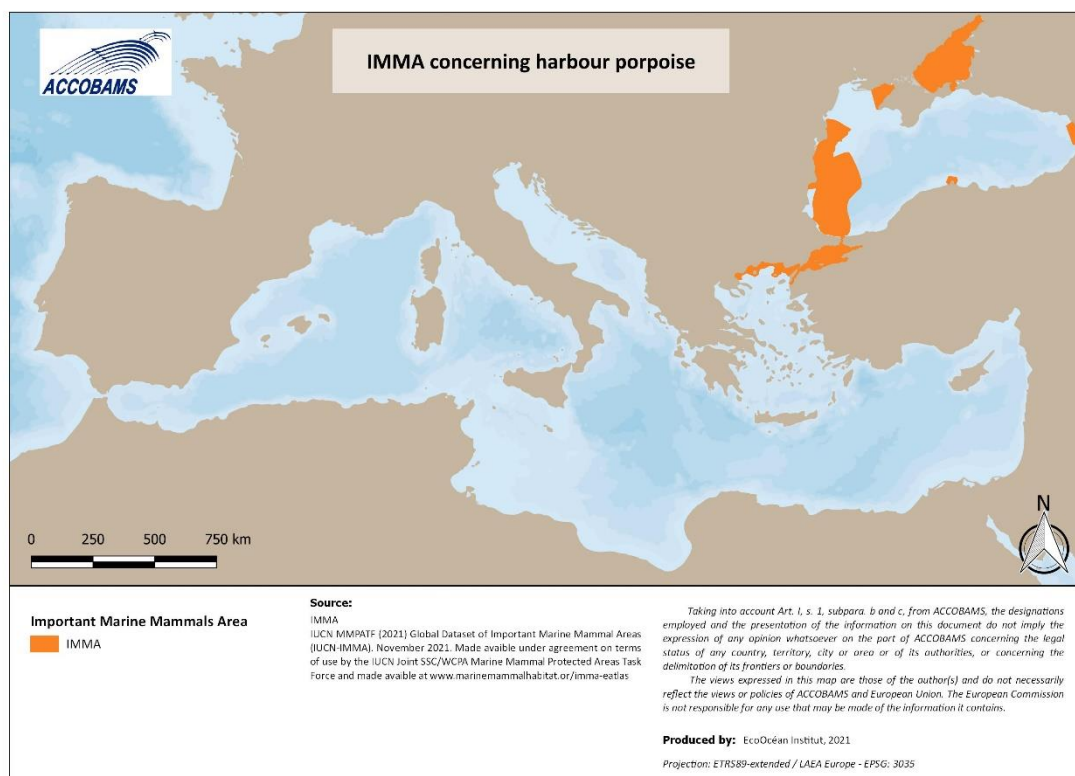 ACCOBAMS
IMMA concerning harbour porpoise
N
0 250 500 750 km
Important Marine Mammals Area
IMMA
Source:
IMMA
IUCN MMPATF (2021) Global Dataset of Important Marine Mammal Areas
(IUCN-IMMA). November 2021. Made avaible under agreement on terms
of use by the IUCN Joint SSC/WCPA Marine Mammal Protected Areas Task
Force and made avaible at www.marinemammalhabitat.or/imma-eatlas
Taking into account Art. I, s. 1, subpara. b and c, from ACCOBAMS, the designations
employed and the presentation of the information on this document do not imply the
expression of any opinion whatsoever on the part of ACCOBAMS concerning the legal
status of any country, territory, city or area or of its authorities, or concerning the
delimitation of its frontiers or boundaries.
The views expressed in this map are those of the author(s) and do not necessarily
reflect the views or policies of ACCOBAMS and European Union. The European Commission
is not responsible for any use that may be made of the information it contains.
Produced by: EcoOcéan Institut, 2021
Projection: ETRS89-extended / LAEA Europe - EPSG: 3035